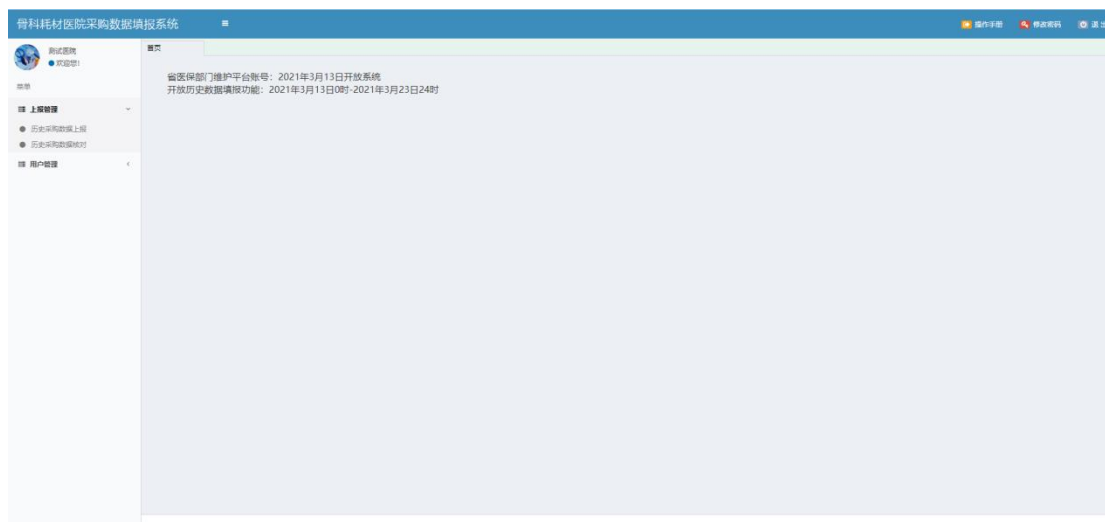 骨科耗材医院采购数据填报系统
操作手册
修改密码
退出
测试医院
欢迎您!
菜单
上报管理
历史采购数据上报
历史采购数据核对
用户管理
首页
省医保部门维护平台账号：2021年3月13日开放系统
开放历史数据填报功能：2021年3月13日0时-2021年3月23日24时